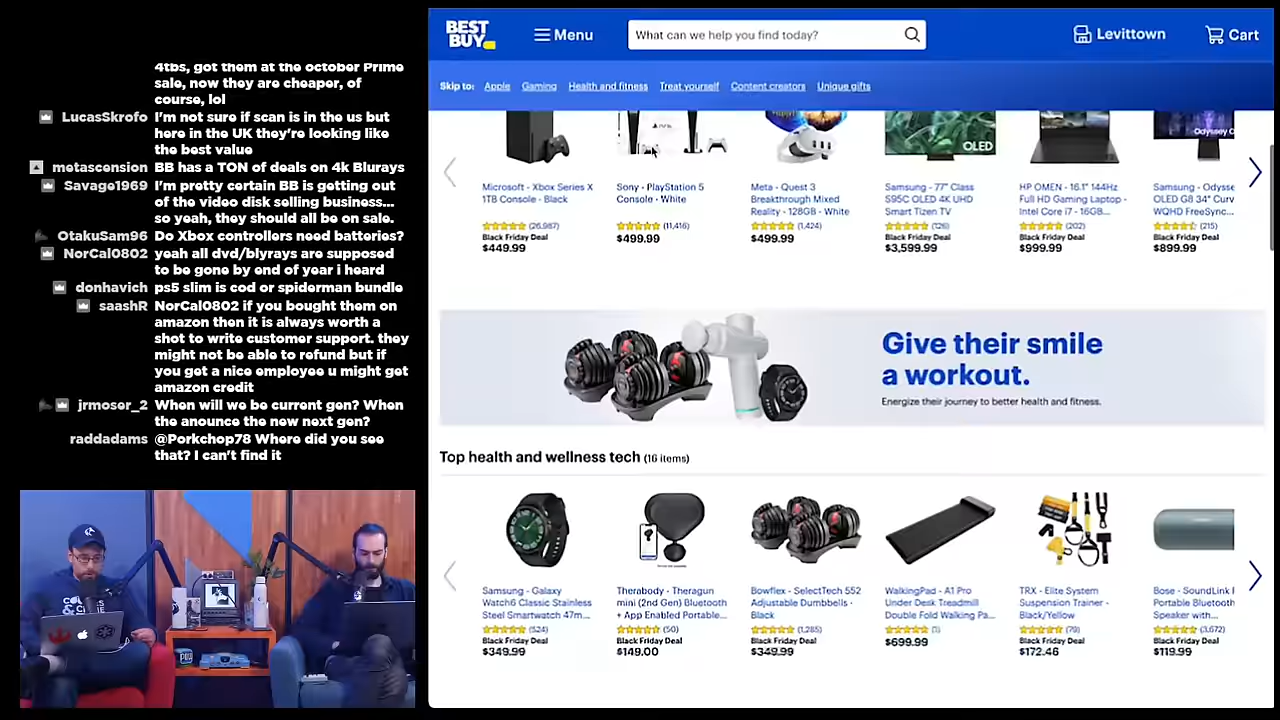 4tbs, got them at the october Prime
sale, now they are cheaper, of
course, lol
LucasSkrofo I'm not sure if scan is in the us but
here in the UK they're looking like
the best value
metascension BB has a TON of deals on 4k Blurays
Savage1969 I'm pretty certain BB is getting out
of the video disk selling business...
so yeah, they should all be on sale.
OtakuSan96 Do Xbox controllers need batteries?
NorCal0802 yeah all dvd/blyrays are supposed
to be gone by end of year i heard
donhavich ps5 slim is cod or spiderman bundle
saashR NorCal0802 if you bought them on
amazon then it is always worth a
shot to write customer support. they
might not be able to refund but if
you get a nice employee u might get
amazon credit
jrmoser_2 When will we be current gen? When
the anounce the new next gen?
raddadams @Porkchop78 Where did you see
that? I can't find it
BEST
BUY
Menu
What can we help you find today?
Levittown
Cart
Skip to: Apple Gaming Health and fitness Treat yourself Content creators Unique gifts
OLED
Odyssey G
Microsoft - Xbox Series X
1TB Console - Black
(26,987)
Black Friday Deal
$449.99
Sony - PlayStation 5
Console - White
(11,416)
$499.99
Meta - Quest 3
Breakthrough Mixed
Reality - 128GB - White
(1,424)
$499.99
Samsung - 77" Class
S95C OLED 4K UHD
Smart Tizen TV
(126)
Black Friday Deal
$3,599.99
HP OMEN - 16.1" 144Hz
Full HD Gaming Laptop -
Intel Core i7 - 16GB...
(202)
Black Friday Deal
$999.99
Samsung - Odysse
OLED G8 34" Curv
WQHD FreeSync...
(215)
Black Friday Deal
$899.99
Give their smile
a workout.
Energize their journey to better health and fitness.
Top health and wellness tech (16 items)
Samsung - Galaxy
Watch6 Classic Stainless
Steel Smartwatch 47m...
(524)
Black Friday Deal
$349.99
Therabody - Theragun
mini (2nd Gen) Bluetooth
+ App Enabled Portable...
(50)
Black Friday Deal
$149.00
Bowflex - SelectTech 552
Adjustable Dumbbells -
Black
(1,285)
Black Friday Deal
$349.99
WalkingPad - A1 Pro
Under Desk Treadmill
Double Fold Walking Pa...
(1)
$699.99
TRX - Elite System
Suspension Trainer -
Black/Yellow
(79)
Black Friday Deal
$172.46
Bose - SoundLink F
Portable Bluetooth
Speaker with...
(3,672)
Black Friday Deal
$119.99